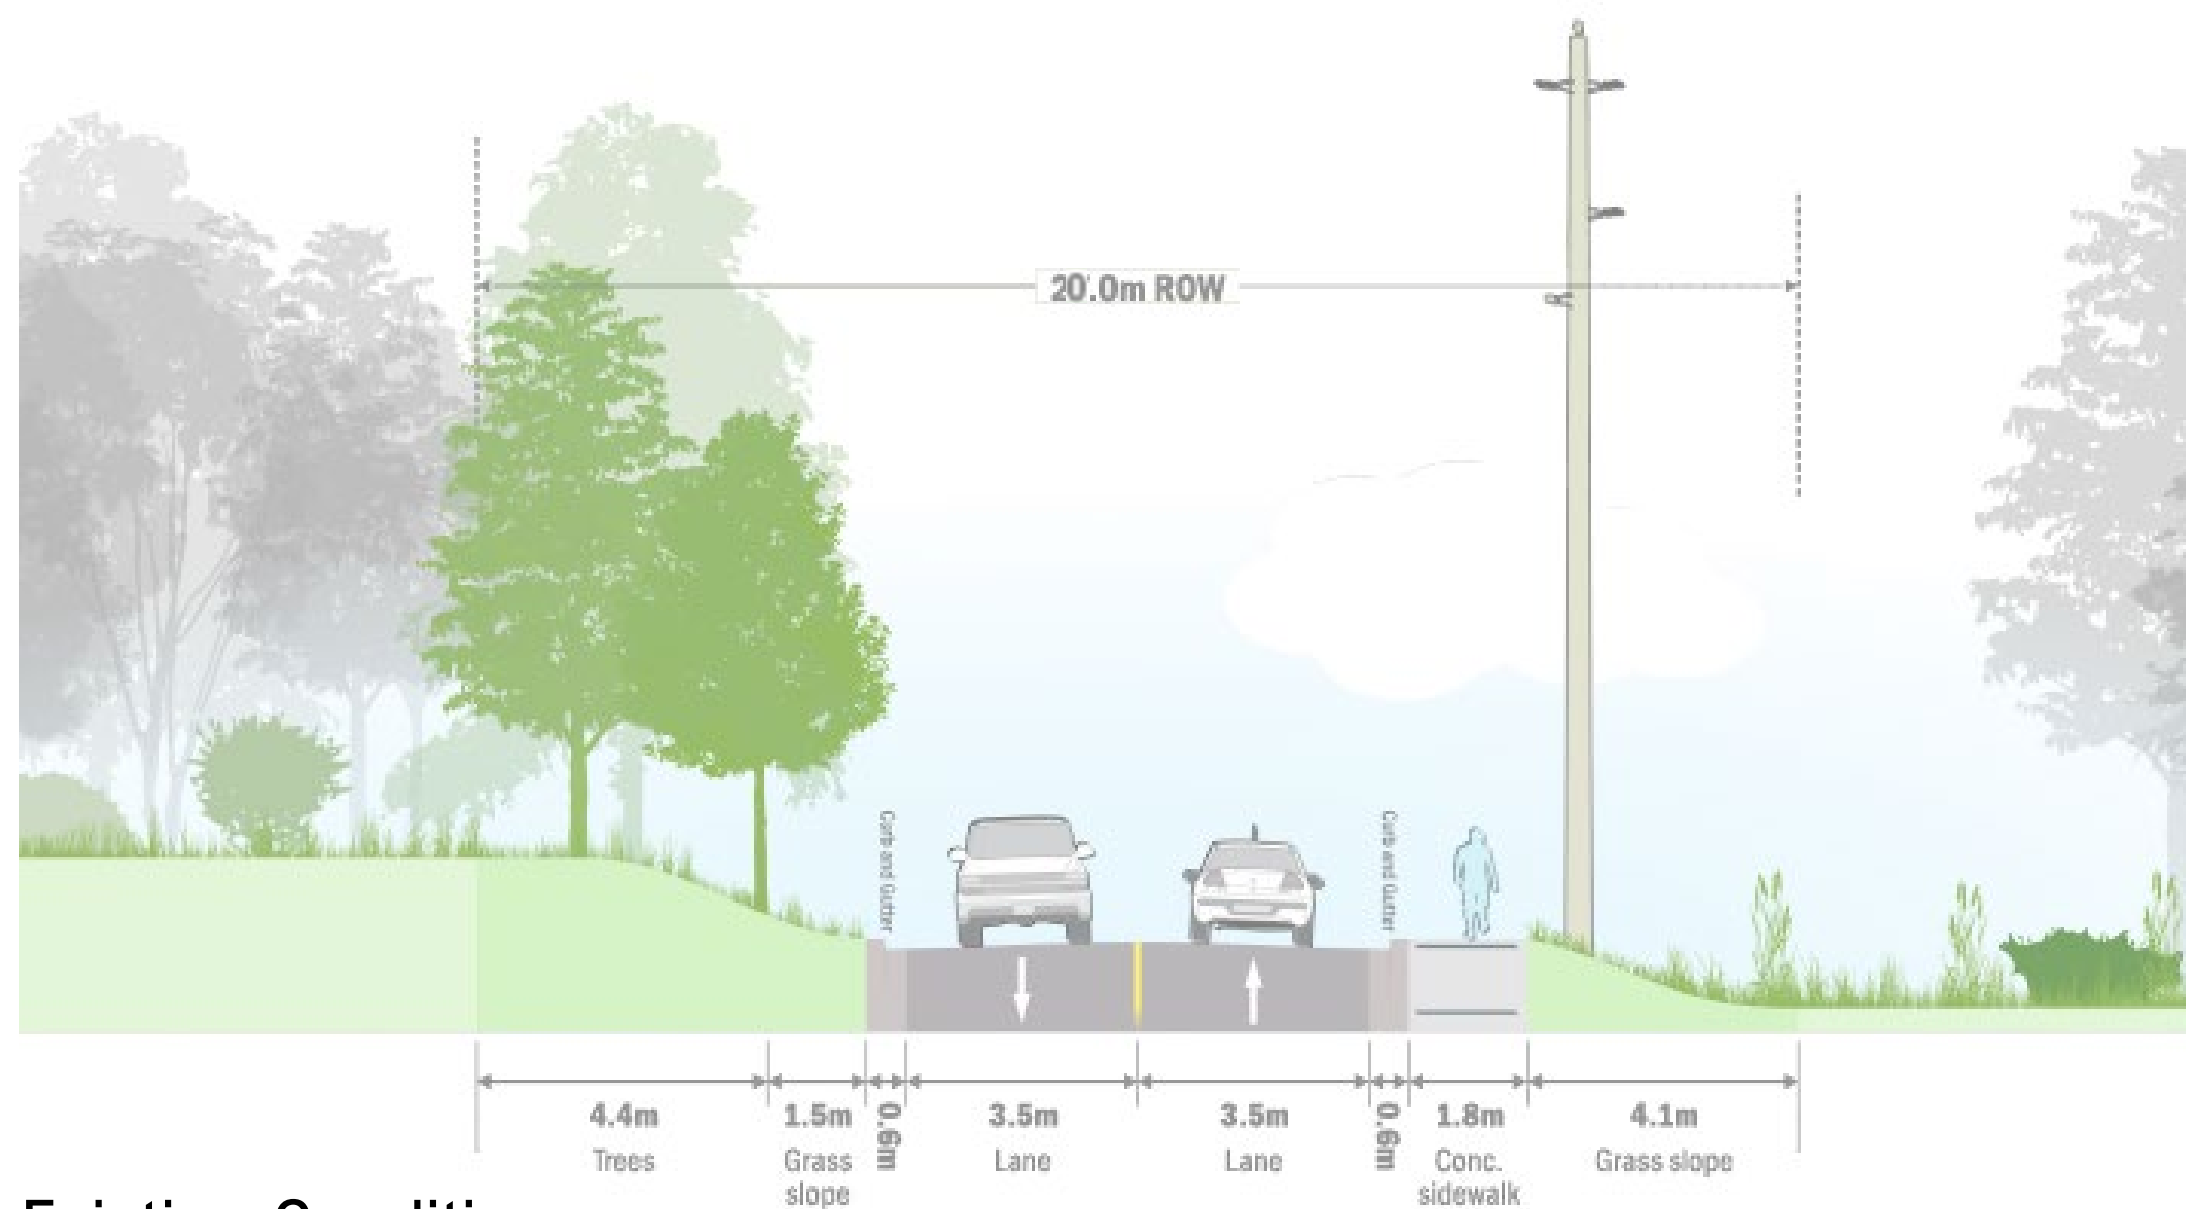 20.0m ROW
Curb and Gutter
Curb and Gutter
4.4m
Trees
1.5m
Grass
slope
0.6m
3.5m
Lane
3.5m
Lane
0.6m
1.8m
Conc.
sidewalk
4.1m
Grass slope